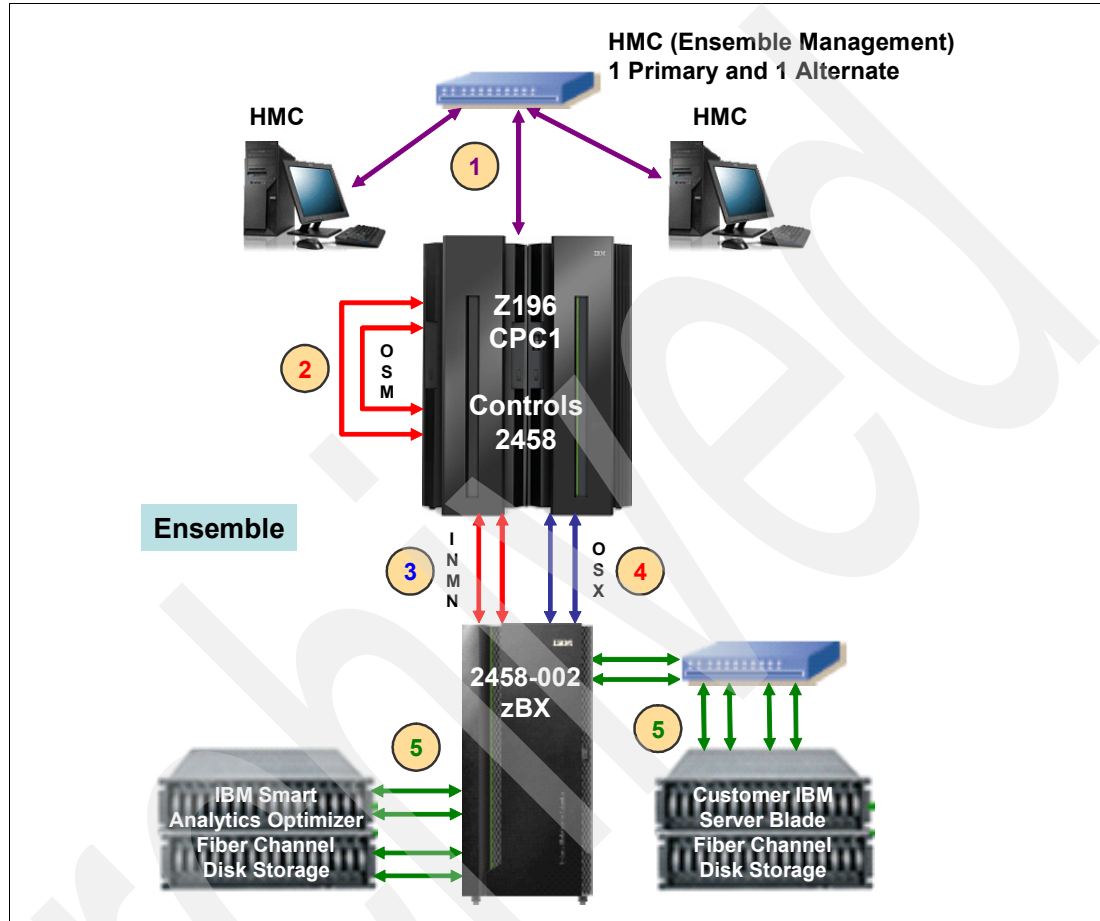 HMC (Ensemble Management)
1 Primary and 1 Alternate
HMC
HMC
1
IBM
Z196
CPC1
2
O
S
M
Controls
2458
Ensemble
3
I
N
M
N
O
S
X
4
IBM
2458-002
zBX
5
5
IBM Smart
Analytics Optimizer
Fiber Channel
Disk Storage
Customer IBM
Server Blade
Fiber Channel
Disk Storage